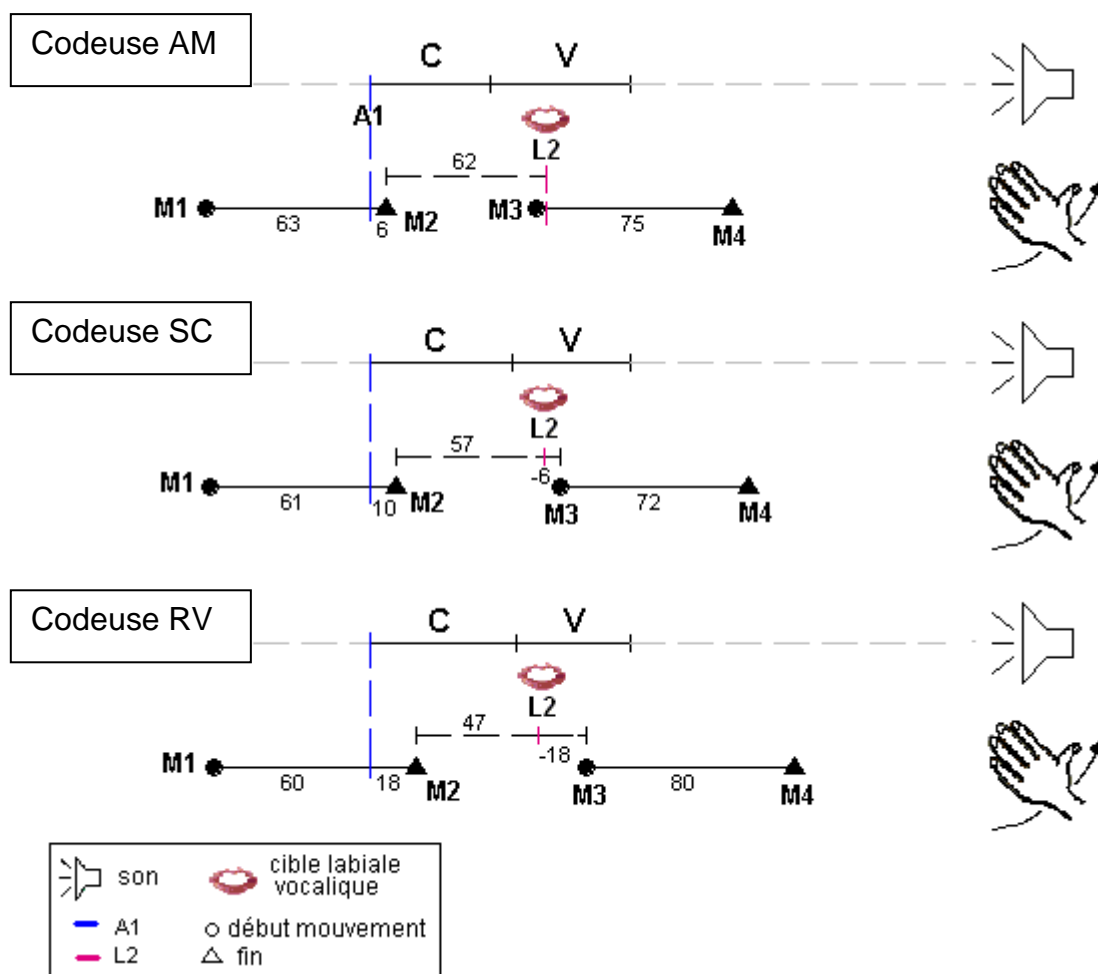 Codeuse AM
C V
A1
L2
62
M1 M2 M3 M4
63 6 75
Codeuse SC
C V
L2
57
-6
M1 M2 M3 M4
61 10 72
Codeuse RV
C V
L2
47
-18
M1 M2 M3 M4
60 18 80
son
cible labiale
vocalique
A1
début mouvement
L2
fin